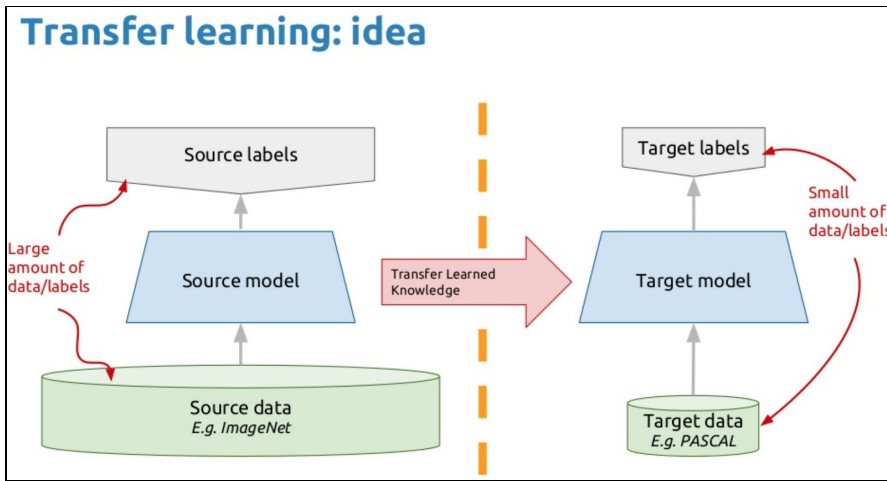 Transfer learning: idea
Source labels
Large
amount of
data/labels
Source model
Source data
E.g. ImageNet
Transfer Learned
Knowledge
Target labels
Small
amount of
data/labels
Target model
Target data
E.g. PASCAL